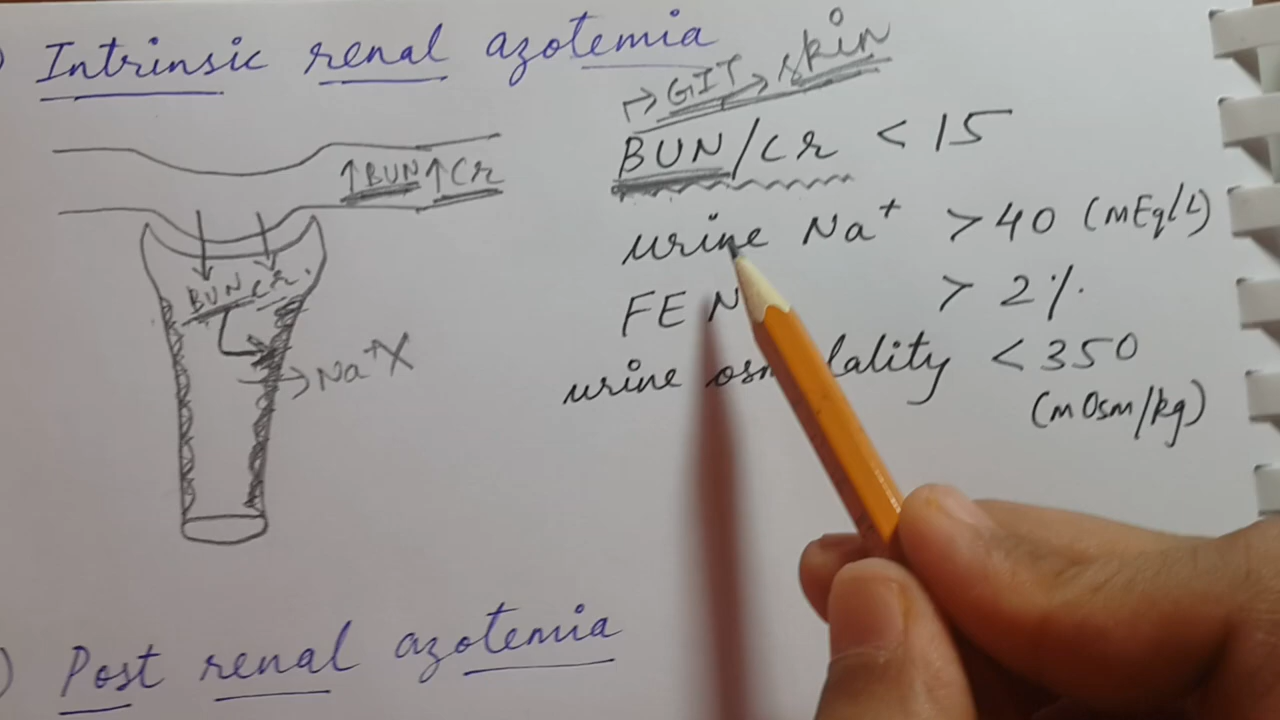 ) Intrinsic renal azotemia
→ GIT → skin
BUN/Cr < 15
↑BUN ↑Cr
urine Na⁺ > 40 (mEq/L)
BUN Cr.
FE N > 2%
Na⁺ X
urine < 350
(mOsm/kg)
) Post renal azotemia